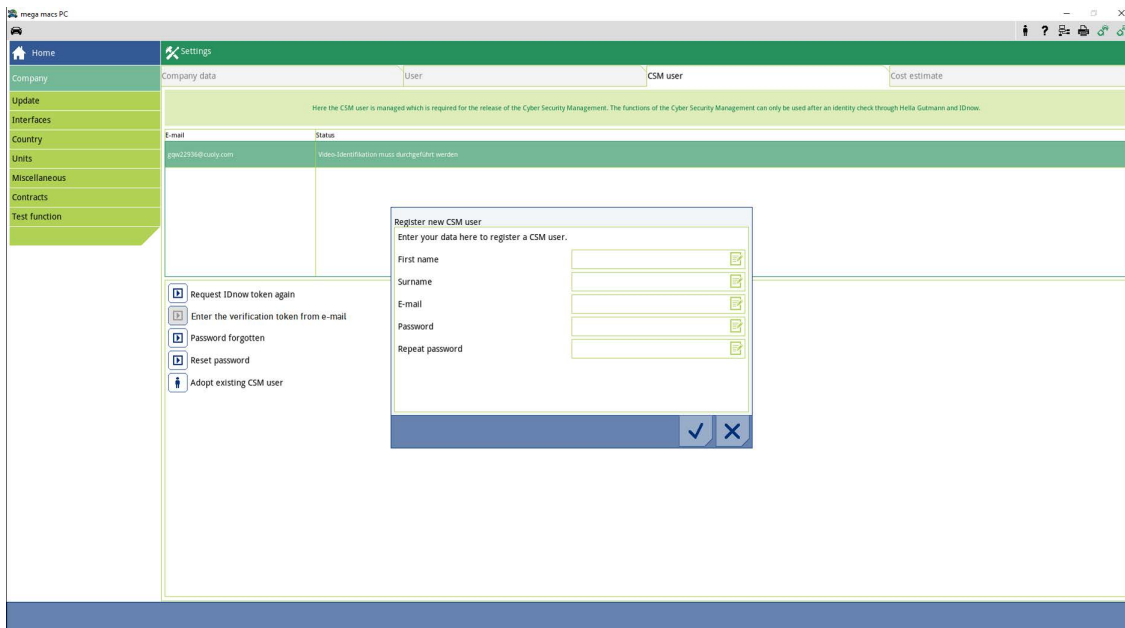 mega macs PC
Home
Settings
Company
Company data
User
CSM user
Cost estimate
Update
Interfaces
Country
Units
Miscellaneous
Contracts
Test function
Here the CSM user is managed which is required for the release of the Cyber Security Management. The functions of the Cyber Security Management can only be used after an identity check through Hella Gutmann and IDnow.
E-mail
Status
gqw22936@cuoly.com
Video-Identifikation muss durchgeführt werden
Register new CSM user
Enter your data here to register a CSM user.
First name
Surname
E-mail
Password
Repeat password
Request IDnow token again
Enter the verification token from e-mail
Password forgotten
Reset password
Adopt existing CSM user